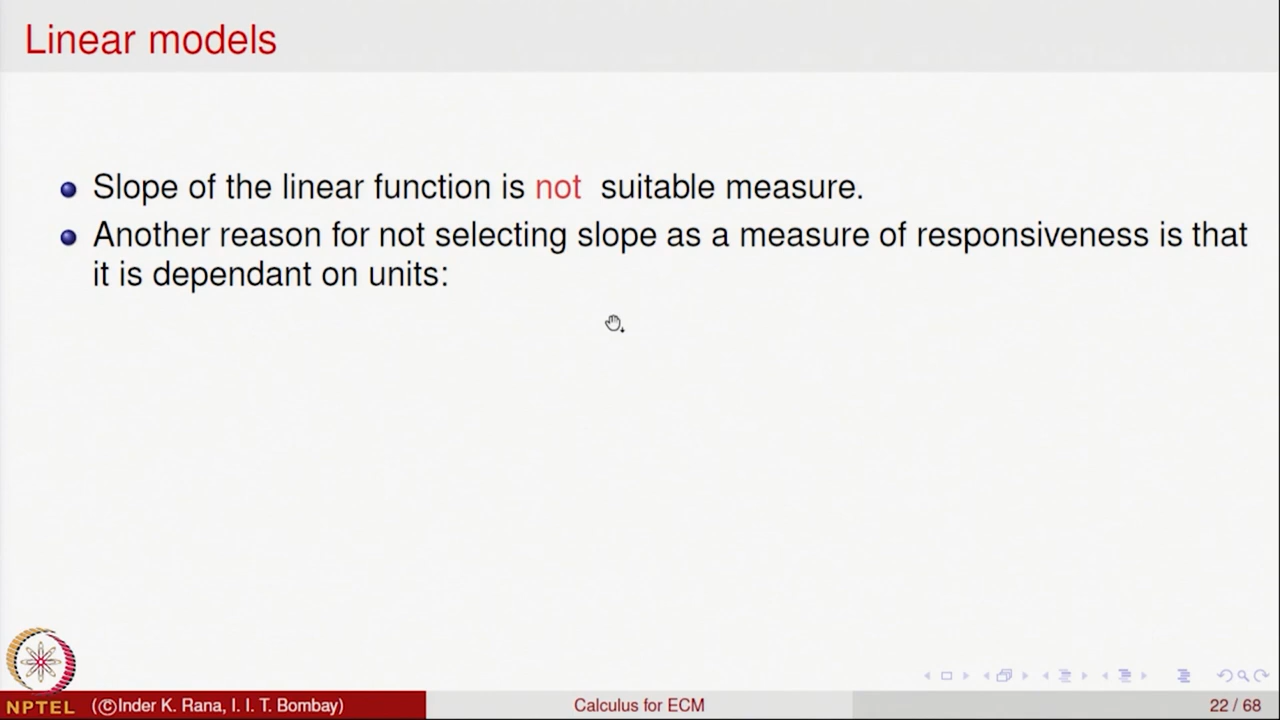 Linear models
Slope of the linear function is not suitable measure.
Another reason for not selecting slope as a measure of responsiveness is that
it is dependant on units:
NPTEL
(©Inder K. Rana, I. I. T. Bombay)
Calculus for ECM
22 / 68